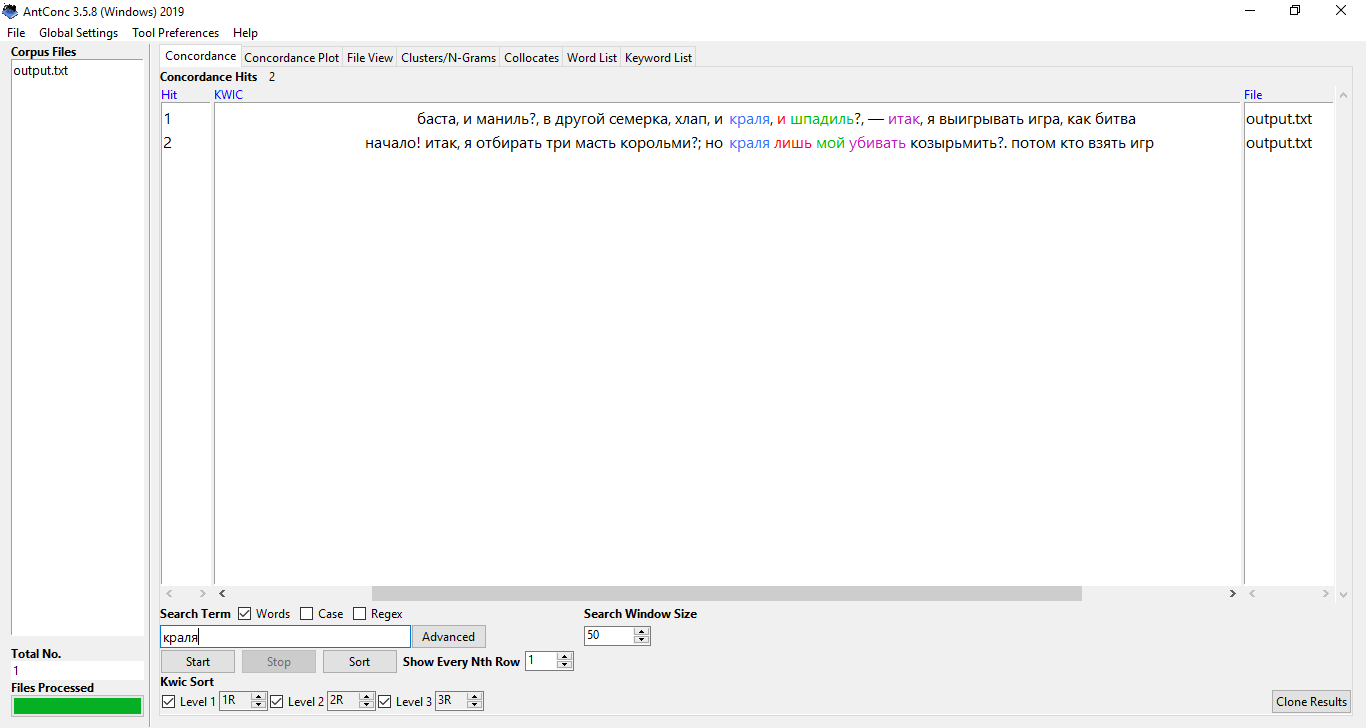 AntConc 3.5.8 (Windows) 2019
File Global Settings Tool Preferences Help
Corpus Files
output.txt
Total No.
1
Files Processed
Concordance Concordance Plot File View Clusters/N-Grams Collocates Word List Keyword List
Concordance Hits 2
Hit KWIC File
1 баста, и маниль?, в другой семерка, хлап, и краля, и шпадиль?, — итак, я выигрывать игра, как битва output.txt
2 начало! итак, я отбирать три масть корольми?; но краля лишь мой убивать козырьмить?. потом кто взять игр output.txt
Search Term Words Case Regex Search Window Size
краля Advanced 50
Start Stop Sort Show Every Nth Row 1
Kwic Sort
Level 1 1R Level 2 2R Level 3 3R Clone Results